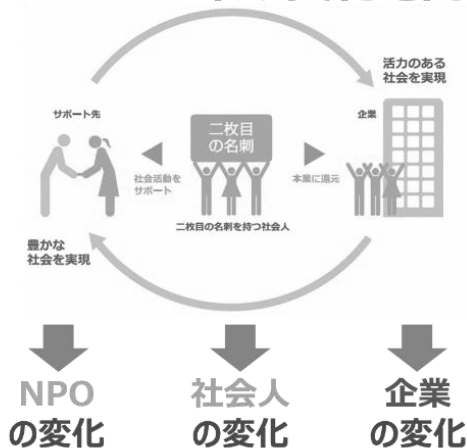 活力のある
社会を実現
サポート先
企業
二枚目
の名刺
社会活動を
サポート
本業に還元
二枚目の名刺を持つ社会人
豊かな
社会を実現
NPO
の変化
社会人
の変化
企業
の変化